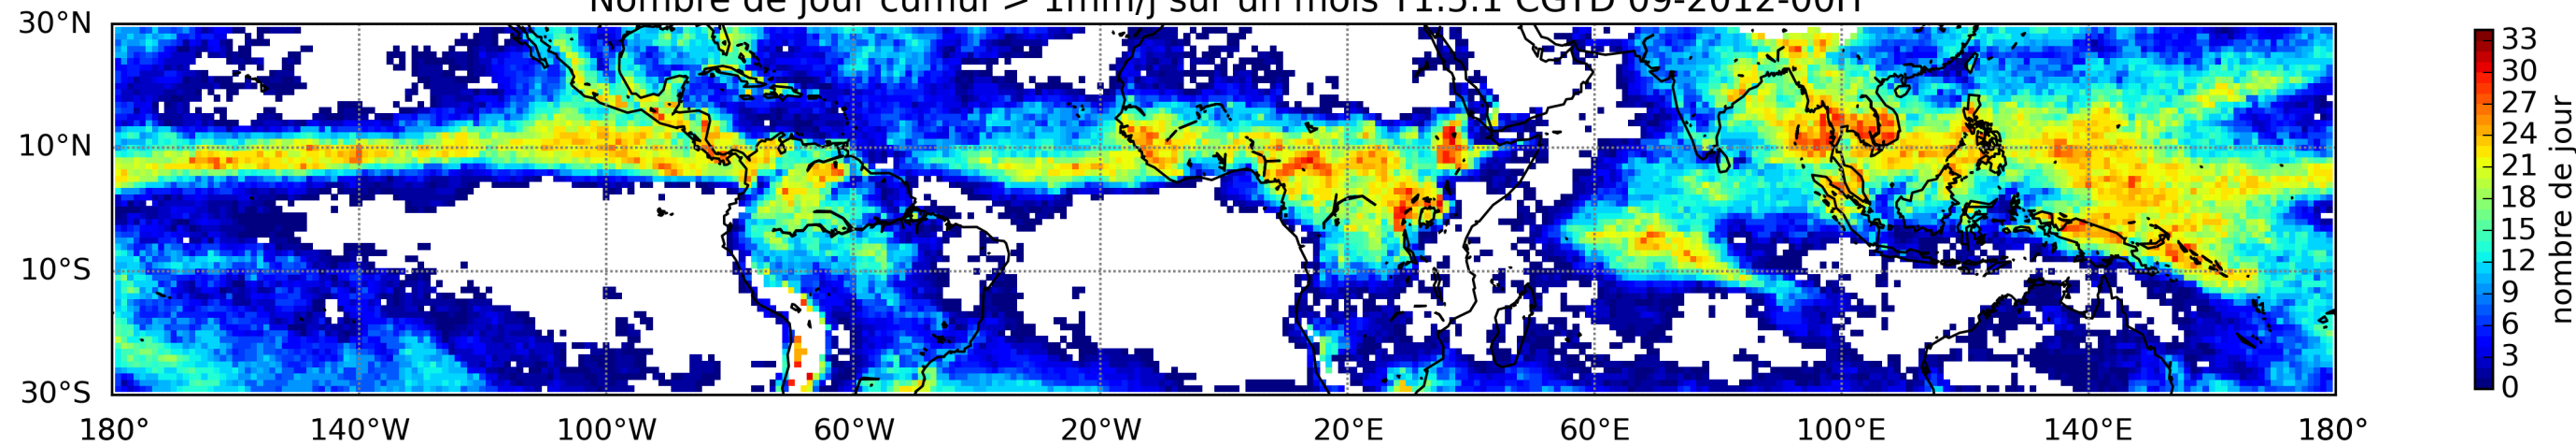 Nombre de jour cumul > 1mm/j sur un mois T1.5.1 CGTD 09-2012-00H
30°N
10°N
10°S
30°S
180° 140°W 100°W 60°W 20°W 20°E 60°E 100°E 140°E 180°
33
30
27
24
21
18
15
12
9
6
3
0
nombre de jour